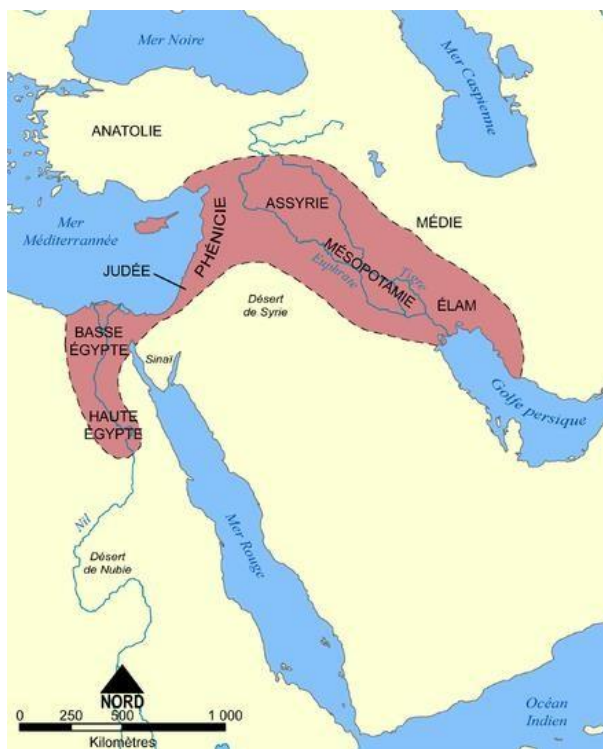 Mer Noire
Mer Caspienne
ANATOLIE
ASSYRIE
MÉDIE
Mer
Méditerrannée
PHÉNICIE
MÉSOPOTAMIE
Tigre
Euphrate
JUDÉE
ÉLAM
Désert
de Syrie
BASSE
ÉGYPTE
Sinaï
HAUTE
ÉGYPTE
Golfe persique
Nil
Mer Rouge
Désert
de Nubie
NORD
0 250 500 1 000
Kilomètres
Océan
Indien